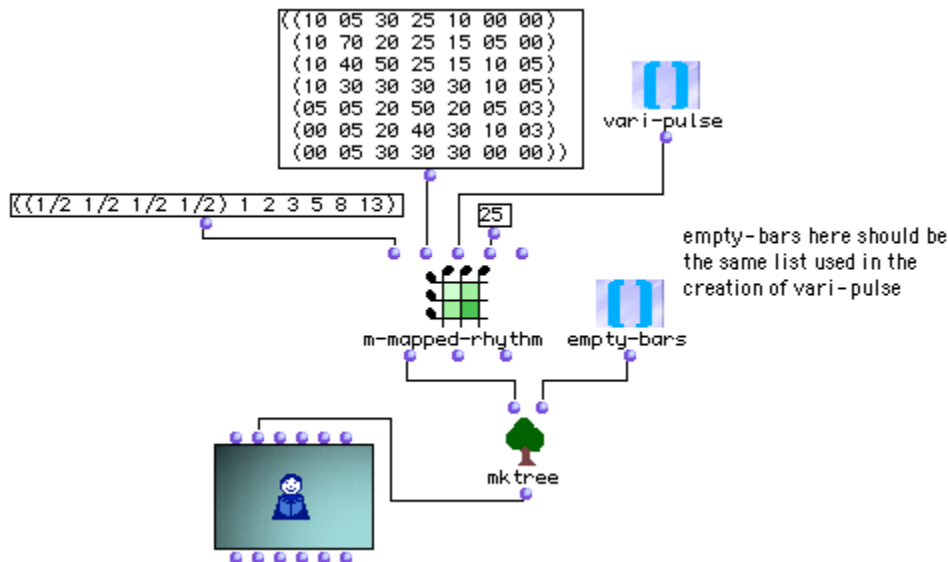 ((10 05 30 25 10 00 00)
(10 70 20 25 15 05 00)
(10 40 50 25 15 10 05)
(10 30 30 30 30 10 05)
(05 05 20 50 20 05 03)
(00 05 20 40 30 10 03)
(00 05 30 30 30 00 00))
vari-pulse
((1/2 1/2 1/2 1/2) 1 2 3 5 8 13)
25
empty-bars here should be
the same list used in the
creation of vari-pulse
m-mapped-rhythm
empty-bars
mktree